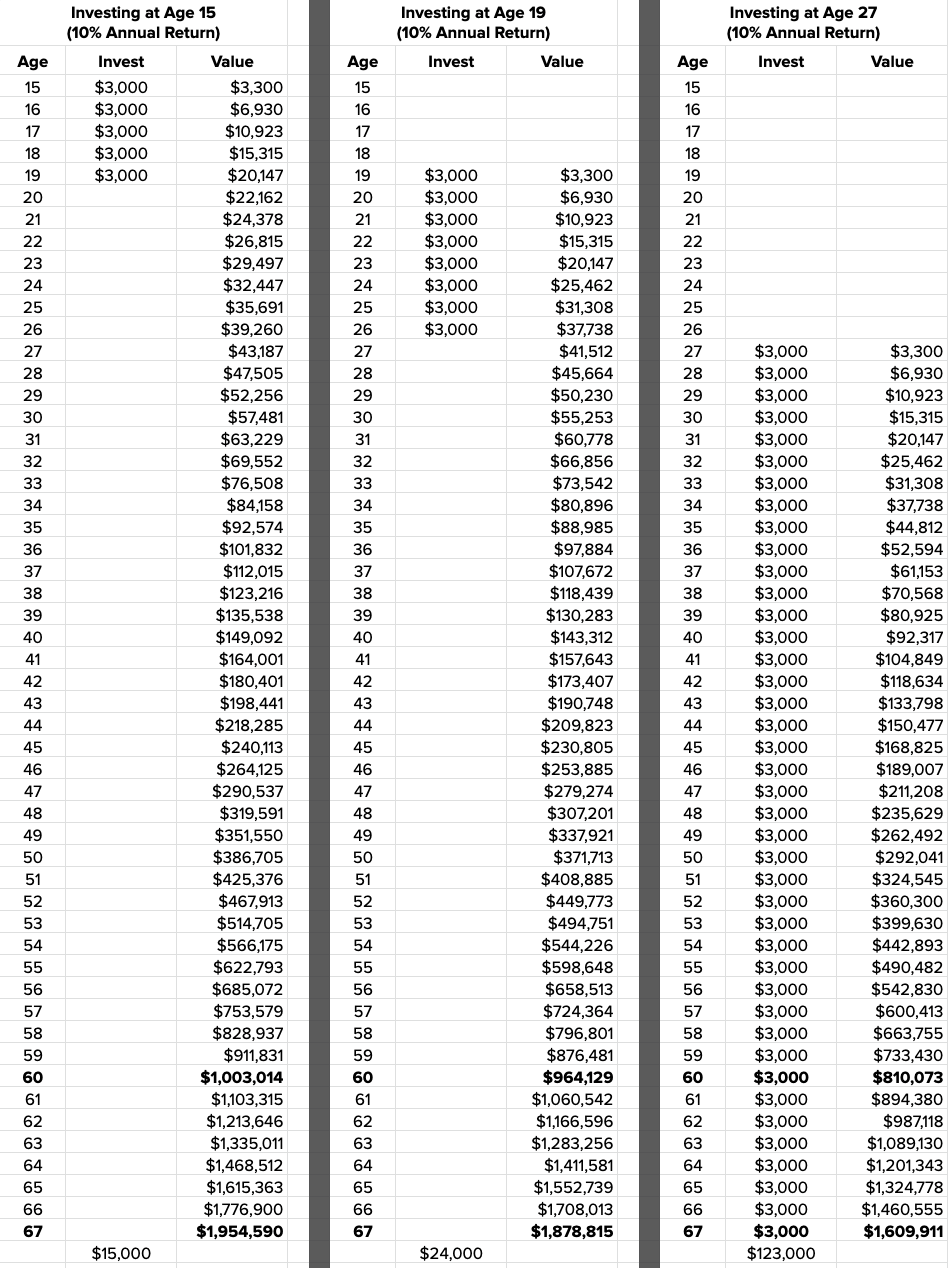 Investing at Age 15 Investing at Age 19 Investing at Age 27
(10% Annual Return) (10% Annual Return) (10% Annual Return)
Age Invest Value Age Invest Value Age Invest Value
15 $3,000 $3,300 15 15
16 $3,000 $6,930 16 16
17 $3,000 $10,923 17 17
18 $3,000 $15,315 18 18
19 $3,000 $20,147 19 $3,000 $3,300 19
20 $22,162 20 $3,000 $6,930 20
21 $24,378 21 $3,000 $10,923 21
22 $26,815 22 $3,000 $15,315 22
23 $29,497 23 $3,000 $20,147 23
24 $32,447 24 $3,000 $25,462 24
25 $35,691 25 $3,000 $31,308 25
26 $39,260 26 $3,000 $37,738 26
27 $43,187 27 $41,512 27 $3,000 $3,300
28 $47,505 28 $45,664 28 $3,000 $6,930
29 $52,256 29 $50,230 29 $3,000 $10,923
30 $57,481 30 $55,253 30 $3,000 $15,315
31 $63,229 31 $60,778 31 $3,000 $20,147
32 $69,552 32 $66,856 32 $3,000 $25,462
33 $76,508 33 $73,542 33 $3,000 $31,308
34 $84,158 34 $80,896 34 $3,000 $37,738
35 $92,574 35 $88,985 35 $3,000 $44,812
36 $101,832 36 $97,884 36 $3,000 $52,594
37 $112,015 37 $107,672 37 $3,000 $61,153
38 $123,216 38 $118,439 38 $3,000 $70,568
39 $135,538 39 $130,283 39 $3,000 $80,925
40 $149,092 40 $143,312 40 $3,000 $92,317
41 $164,001 41 $157,643 41 $3,000 $104,849
42 $180,401 42 $173,407 42 $3,000 $118,634
43 $198,441 43 $190,748 43 $3,000 $133,798
44 $218,285 44 $209,823 44 $3,000 $150,477
45 $240,113 45 $230,805 45 $3,000 $168,825
46 $264,125 46 $253,885 46 $3,000 $189,007
47 $290,537 47 $279,274 47 $3,000 $211,208
48 $319,591 48 $307,201 48 $3,000 $235,629
49 $351,550 49 $337,921 49 $3,000 $262,492
50 $386,705 50 $371,713 50 $3,000 $292,041
51 $425,376 51 $408,885 51 $3,000 $324,545
52 $467,913 52 $449,773 52 $3,000 $360,300
53 $514,705 53 $494,751 53 $3,000 $399,630
54 $566,175 54 $544,226 54 $3,000 $442,893
55 $622,793 55 $598,648 55 $3,000 $490,482
56 $685,072 56 $658,513 56 $3,000 $542,830
57 $753,579 57 $724,364 57 $3,000 $600,413
58 $828,937 58 $796,801 58 $3,000 $663,755
59 $911,831 59 $876,481 59 $3,000 $733,430
60 $1,003,014 60 $964,129 60 $3,000 $810,073
61 $1,103,315 61 $1,060,542 61 $3,000 $894,380
62 $1,213,646 62 $1,166,596 62 $3,000 $987,118
63 $1,335,011 63 $1,283,256 63 $3,000 $1,089,130
64 $1,468,512 64 $1,411,581 64 $3,000 $1,201,343
65 $1,615,363 65 $1,552,739 65 $3,000 $1,324,778
66 $1,776,900 66 $1,708,013 66 $3,000 $1,460,555
67 $1,954,590 67 $1,878,815 67 $3,000 $1,609,911
$15,000 $24,000 $123,000